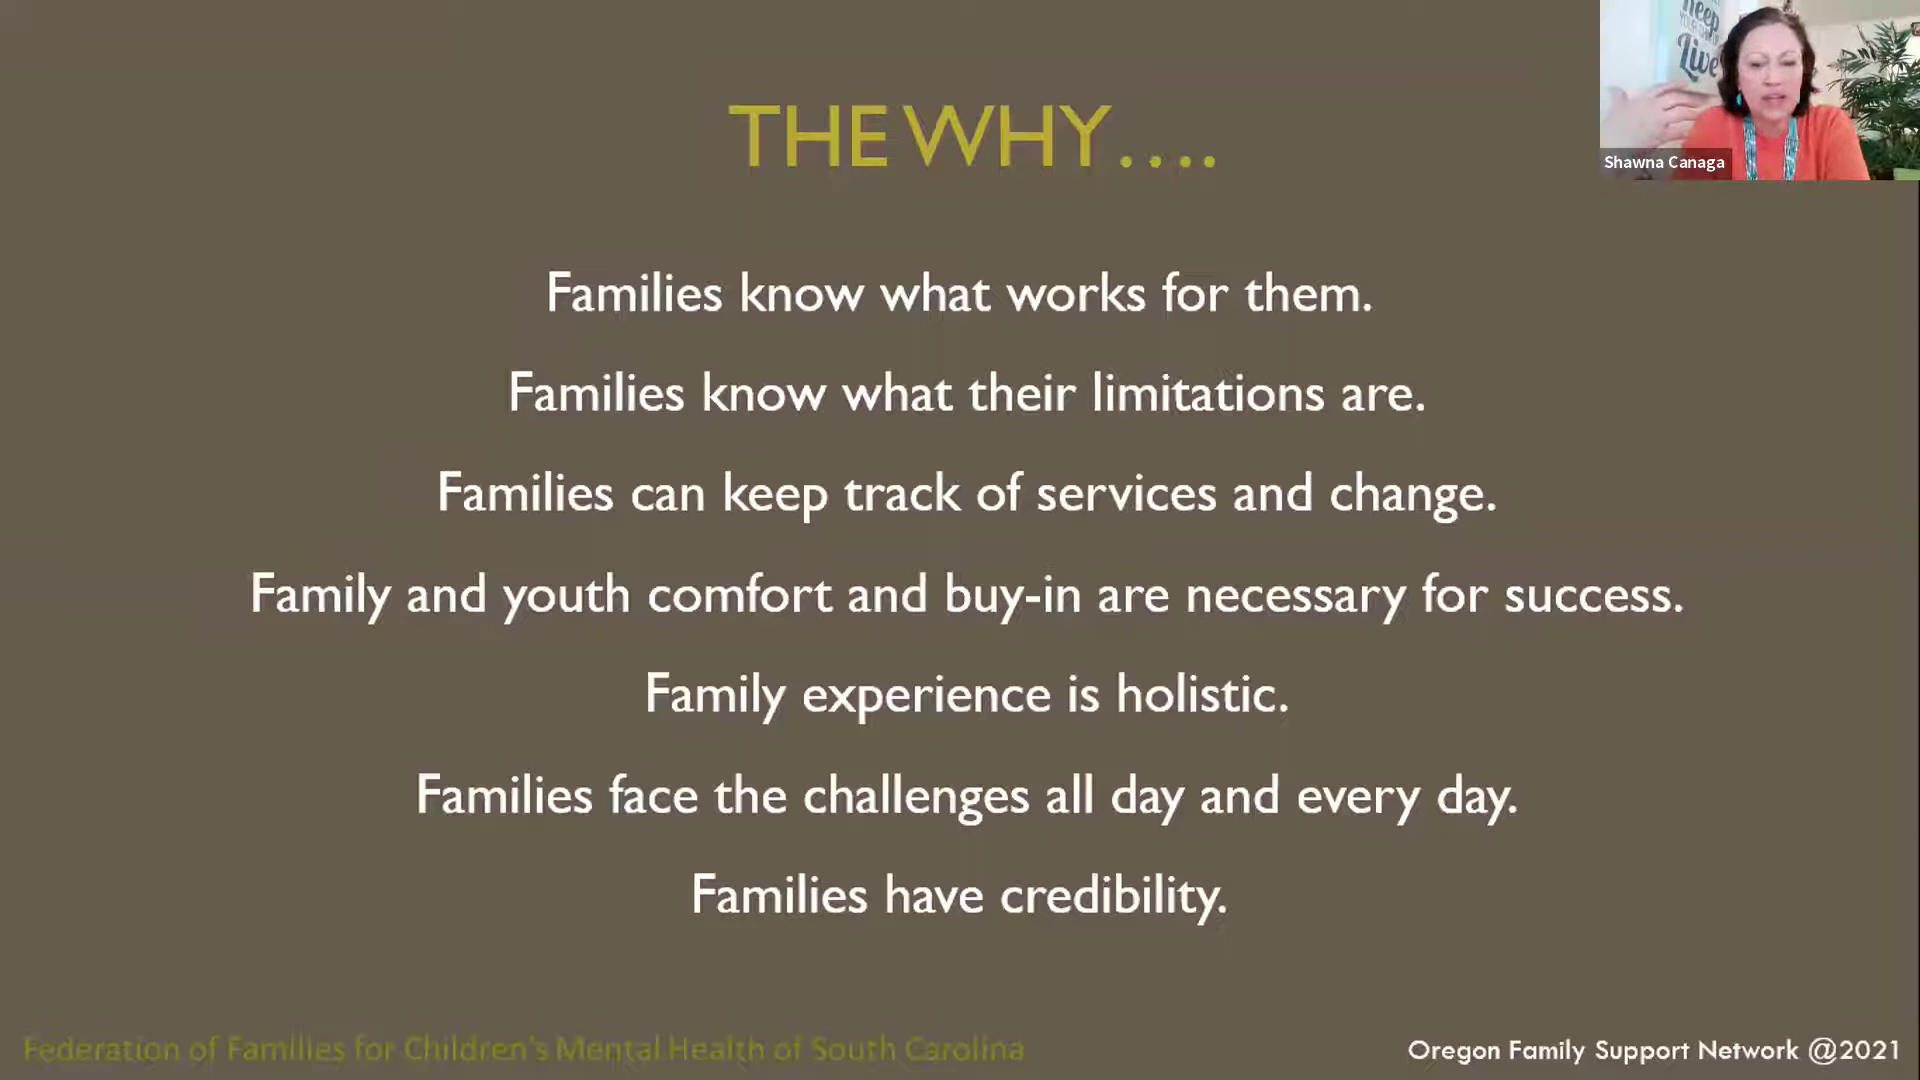 THE WHY....
keep
Live
Shawna Canaga
Families know what works for them.
Families know what their limitations are.
Families can keep track of services and change.
Family and youth comfort and buy-in are necessary for success.
Family experience is holistic.
Families face the challenges all day and every day.
Families have credibility.
Federation of Families for Children's Mental Health of South Carolina
Oregon Family Support Network @2021